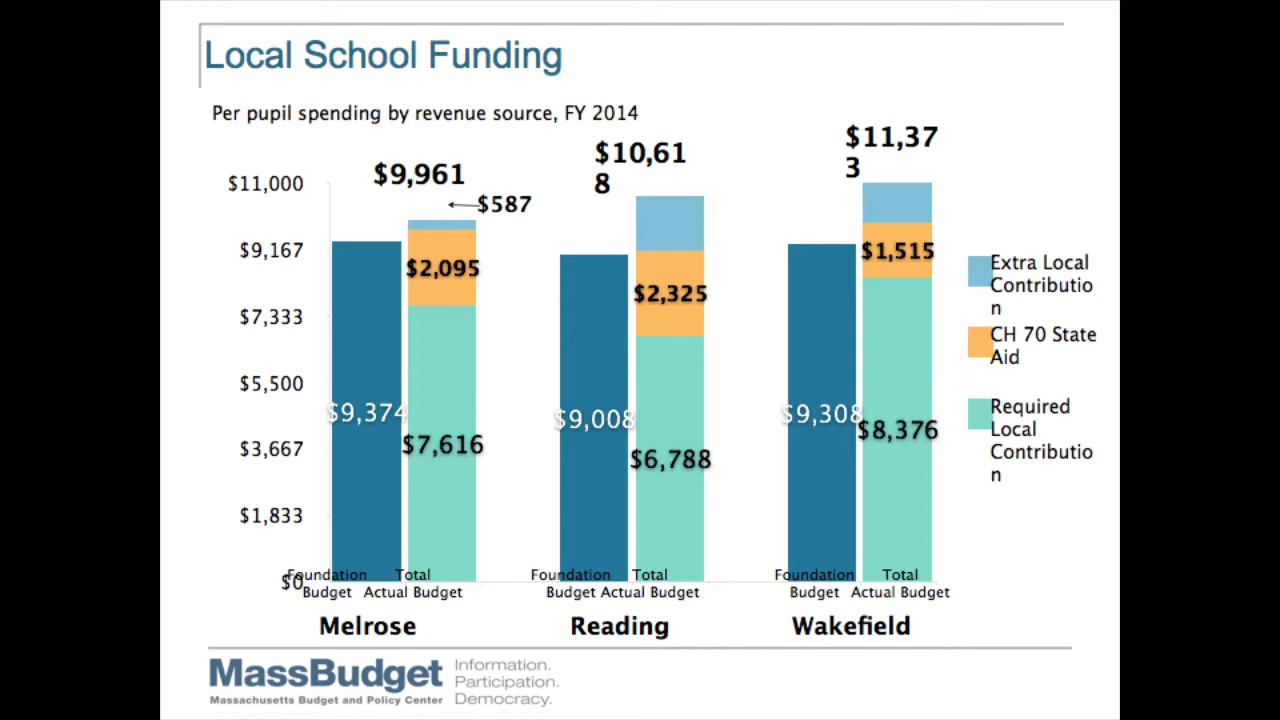 Local School Funding
Per pupil spending by revenue source, FY 2014
$9,961
$10,61
8
$11,37
3
$11,000
$9,167
$7,333
$5,500
$3,667
$1,833
$0
$587
$2,095
$9,374
$7,616
$2,325
$9,008
$6,788
$1,515
$9,308
$8,376
Extra Local
Contributio
n
CH 70 State
Aid
Required
Local
Contributio
n
Foundation
Budget
Total
Actual Budget
Foundation
Budget
Total
Actual Budget
Foundation
Budget
Total
Actual Budget
Melrose
Reading
Wakefield
MassBudget
Massachusetts Budget and Policy Center
Information.
Participation.
Democracy.